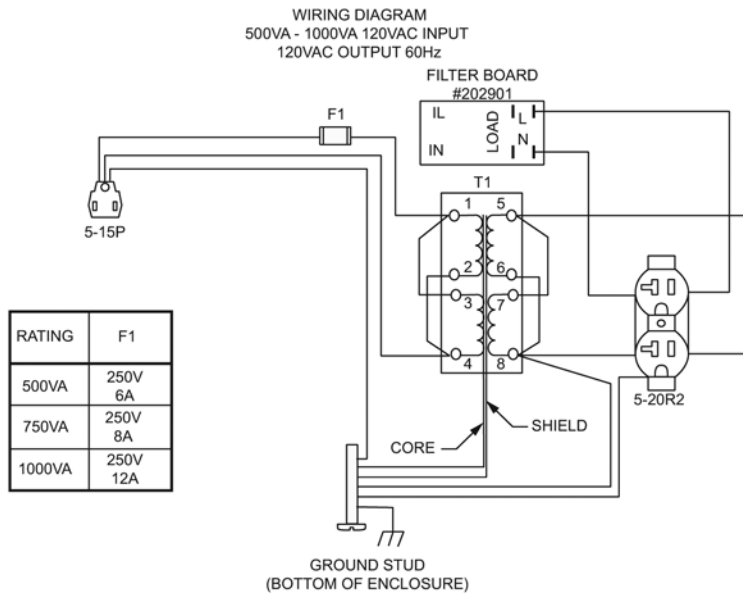 WIRING DIAGRAM
500VA - 1000VA 120VAC INPUT
120VAC OUTPUT 60Hz
FILTER BOARD
#202901
IL
LOAD
L
IN
N
F1
5-15P
T1
1
5
2
6
3
7
4
8
RATING
F1
500VA
250V
6A
750VA
250V
8A
1000VA
250V
12A
5-20R2
CORE
SHIELD
GROUND STUD
(BOTTOM OF ENCLOSURE)